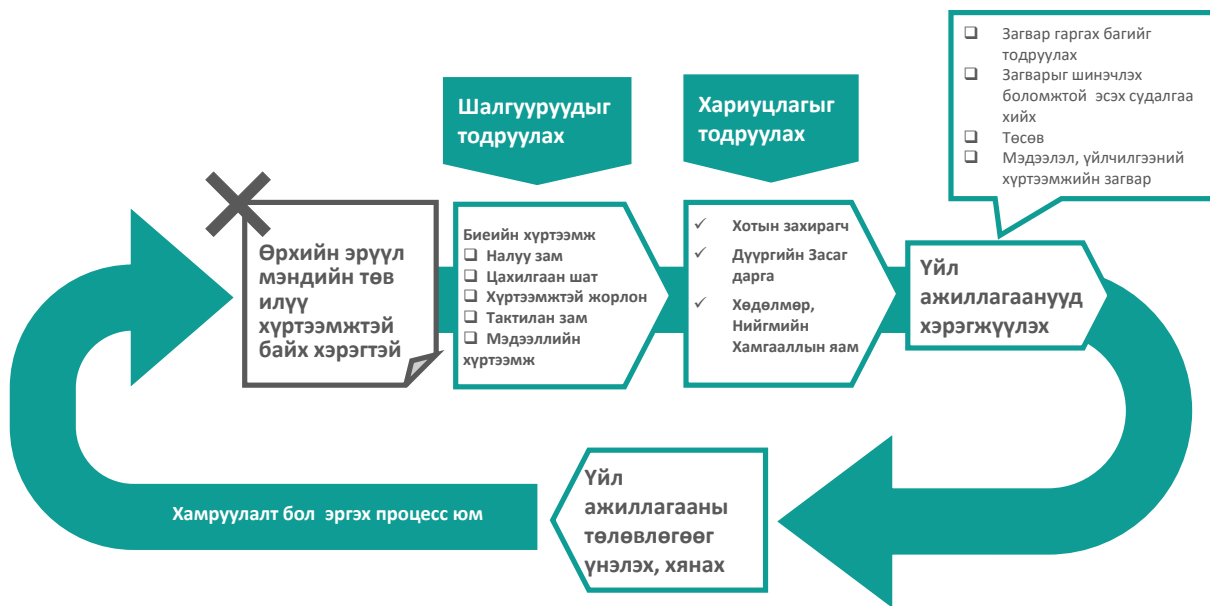 Шалгууруудыг
тодруулах
Хариуцлагыг
тодруулах
❑ Загвар гаргах багийг
тодруулах
❑ Загварыг шинэчлэх
боломжтой эсэх судалгаа
хийх
❑ Төсөв
❑ Мэдээлэл, үйлчилгээний
хүртээмжийн загвар
Өрхийн эрүүл
мэндийн төв
илүү
хүртээмжтэй
байх хэрэгтэй
Биеийн хүртээмж
❑ Налуу зам
❑ Цахилгаан шат
❑ Хүртээмжтэй жорлон
❑ Тактилан зам
❑ Мэдээллийн
хүртээмж
✓ Хотын захирагч
✓ Дүүргийн Засаг
дарга
✓ Хөдөлмөр,
Нийгмийн
Хамгааллын яам
Үйл
ажиллагаанууд
хэрэгжүүлэх
Үйл
ажиллагааны
төлөвлөгөөг
үнэлэх, хянах
Хамруулалт бол эргэх процесс юм